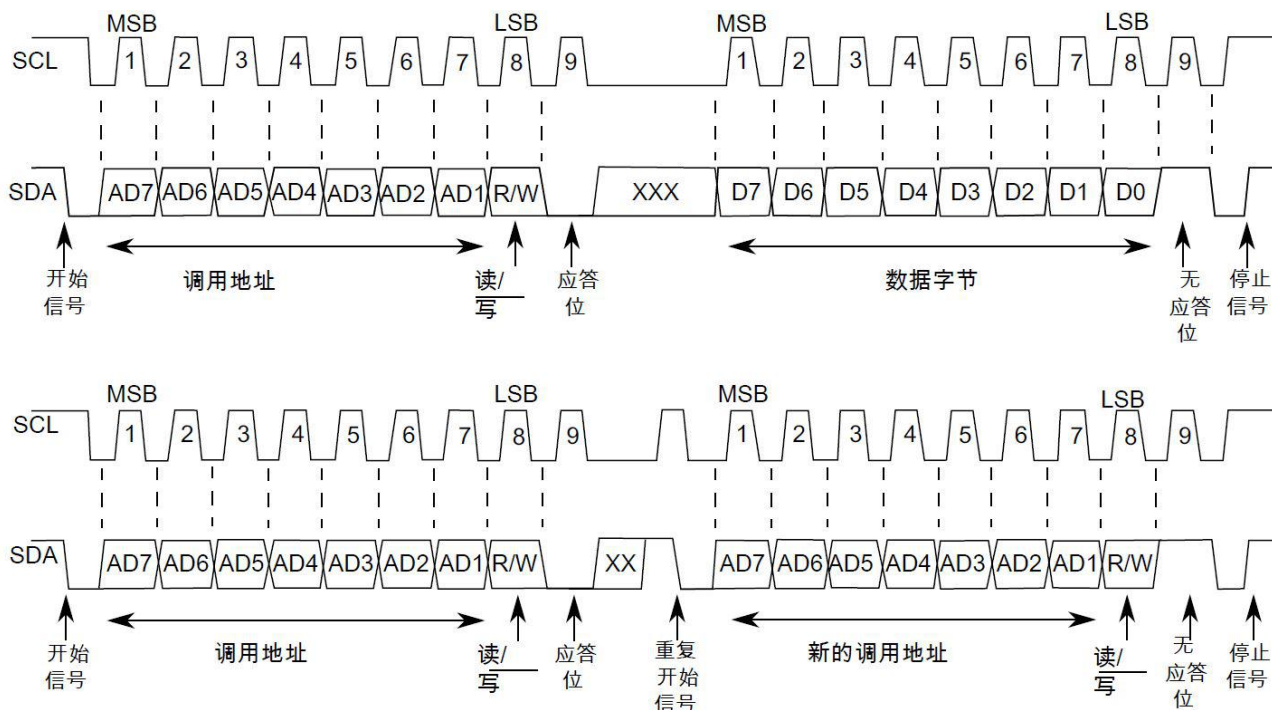 MSB LSB MSB LSB
SCL 1 2 3 4 5 6 7 8 9 1 2 3 4 5 6 7 8 9
SDA AD7 AD6 AD5 AD4 AD3 AD2 AD1 R/W XXX D7 D6 D5 D4 D3 D2 D1 D0
开始
信号
调用地址
读/
写
应答
位
数据字节
无
应答
位
停止
信号
MSB LSB MSB LSB
SCL 1 2 3 4 5 6 7 8 9 1 2 3 4 5 6 7 8 9
SDA AD7 AD6 AD5 AD4 AD3 AD2 AD1 R/W XX AD7 AD6 AD5 AD4 AD3 AD2 AD1 R/W
开始
信号
调用地址
读/
写
应答
位
重复
开始
信号
新的调用地址
读/
写
无
应答
位
停止
信号